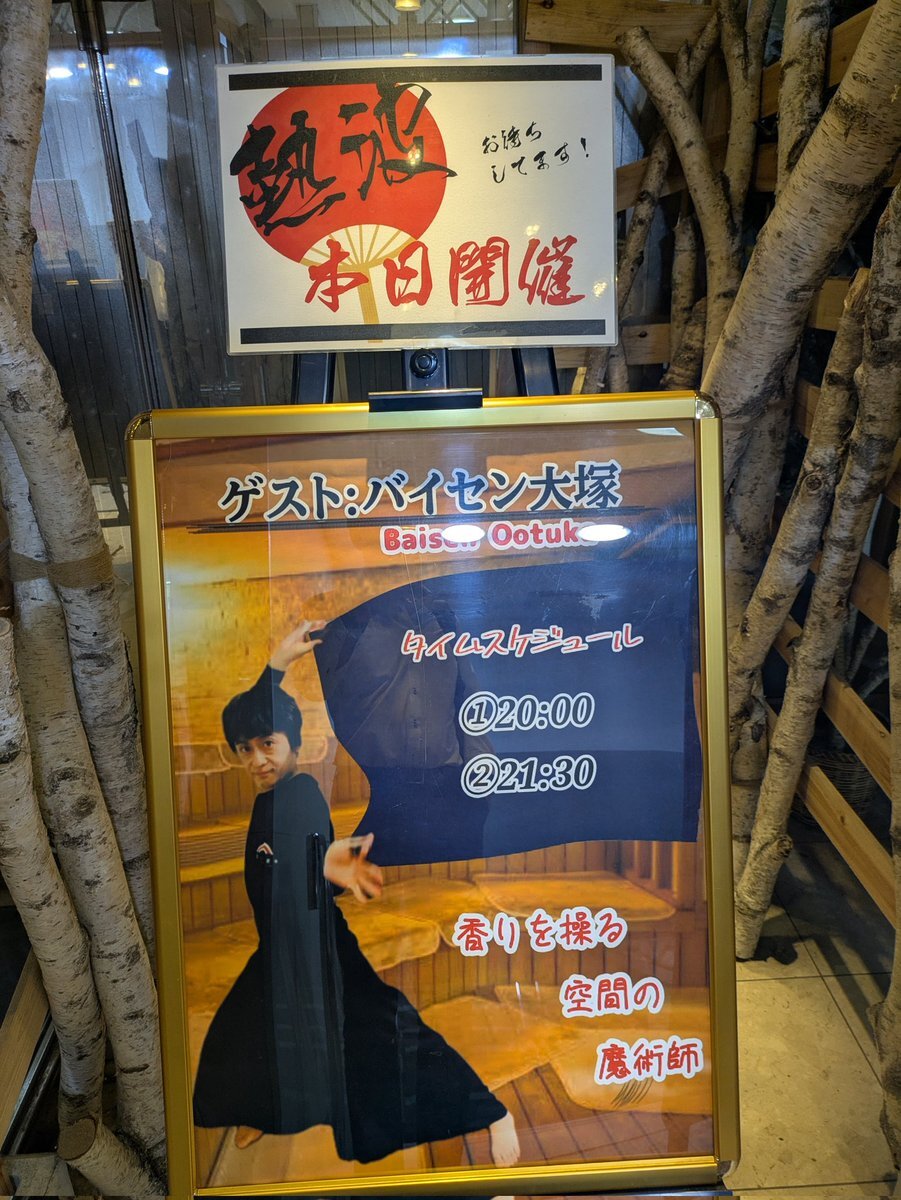 熱波
お待ち
してます!
本日開催
ゲスト:バイセン大塚
タイムスケジュール
①20:00
②21:30
香りを操る
空間の
魔術師